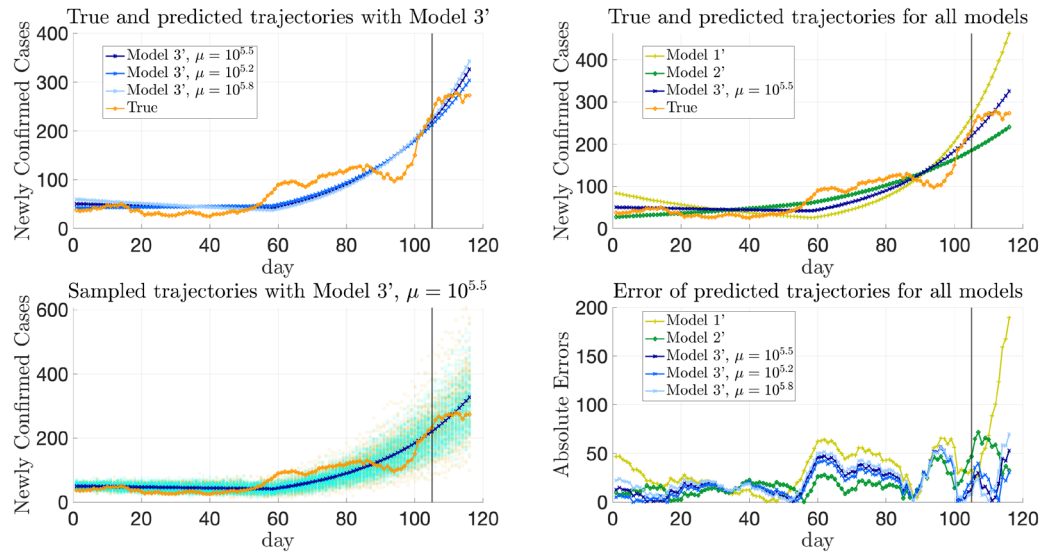 True and predicted trajectories with Model 3’
Newly Confirmed Cases
400
300
200
100
0
Model 3’, μ = 10^5.5
Model 3’, μ = 10^5.2
Model 3’, μ = 10^5.8
True
0 20 40 60 80 100 120
day
True and predicted trajectories for all models
Newly Confirmed Cases
400
300
200
100
0
Model 1’
Model 2’
Model 3’, μ = 10^5.5
True
0 20 40 60 80 100 120
day
Sampled trajectories with Model 3’, μ = 10^5.5
Newly Confirmed Cases
600
400
200
0
0 20 40 60 80 100 120
day
Error of predicted trajectories for all models
Absolute Errors
200
150
100
50
0
Model 1’
Model 2’
Model 3’, μ = 10^5.5
Model 3’, μ = 10^5.2
Model 3’, μ = 10^5.8
0 20 40 60 80 100 120
day